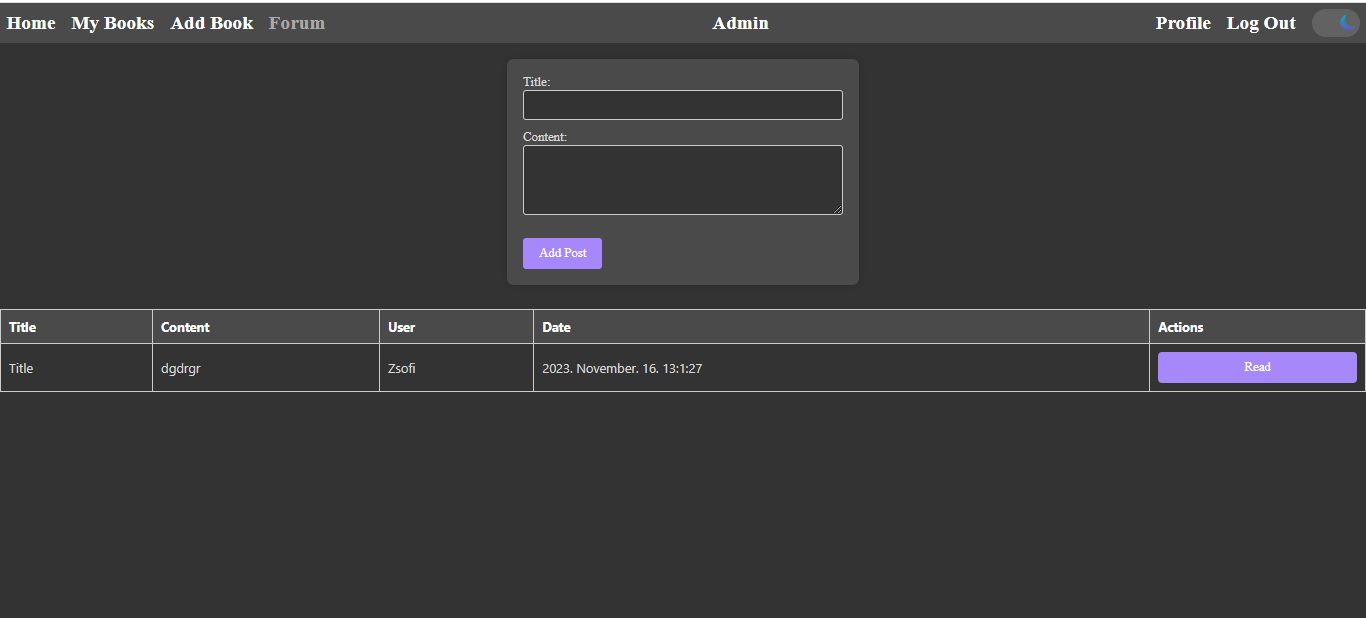 Home My Books Add Book Forum Admin Profile Log Out
Title:
Content:
Add Post
Title Content User Date Actions
Title dgdrgr Zsofi 2023. November. 16. 13:1:27 Read